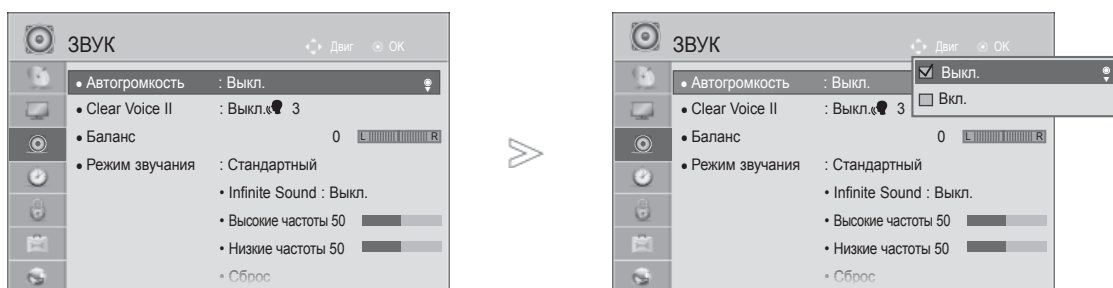 ЗВУК
Двиг OK
• Автогромкость : Выкл.
• Clear Voice II : Выкл. 3
• Баланс 0 L R
• Режим звучания : Стандартный
• Infinite Sound : Выкл.
• Высокие частоты 50
• Низкие частоты 50
• Сброс
ЗВУК
Двиг OK
• Автогромкость : Выкл.
• Clear Voice II : Выкл. 3
• Баланс 0 L R
• Режим звучания : Стандартный
• Infinite Sound : Выкл.
• Высокие частоты 50
• Низкие частоты 50
• Сброс
Выкл.
Вкл.